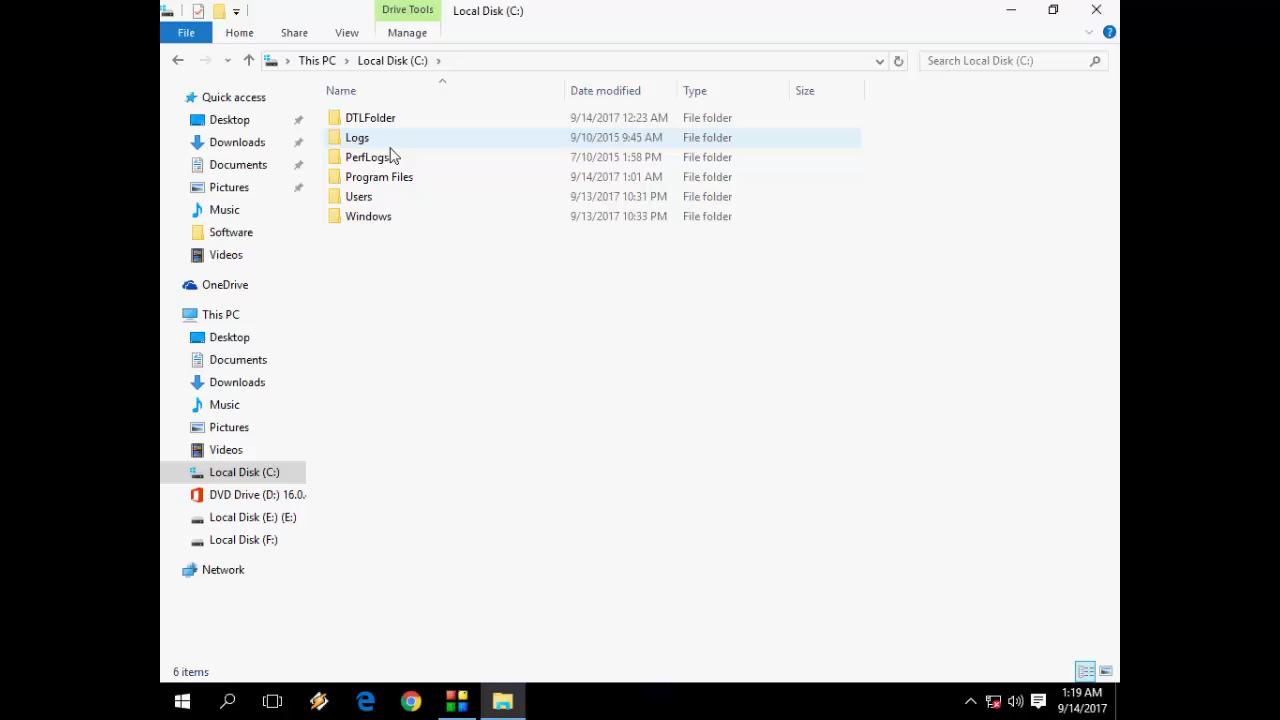 Drive Tools
Local Disk (C:)
File
Home
Share
View
Manage
This PC
Local Disk (C:)
Search Local Disk (C:)
Name
Date modified
Type
Size
DTLFolder 9/14/2017 12:23 AM File folder
Logs 9/10/2015 9:45 AM File folder
PerfLogs 7/10/2015 1:58 PM File folder
Program Files 9/14/2017 1:01 AM File folder
Users 9/13/2017 10:31 PM File folder
Windows 9/13/2017 10:33 PM File folder
Quick access
Desktop
Downloads
Documents
Pictures
Music
Software
Videos
OneDrive
This PC
Desktop
Documents
Downloads
Music
Pictures
Videos
Local Disk (C:)
DVD Drive (D:) 16.0.
Local Disk (E:) (E:)
Local Disk (F:)
Network
6 items
1:19 AM
9/14/2017